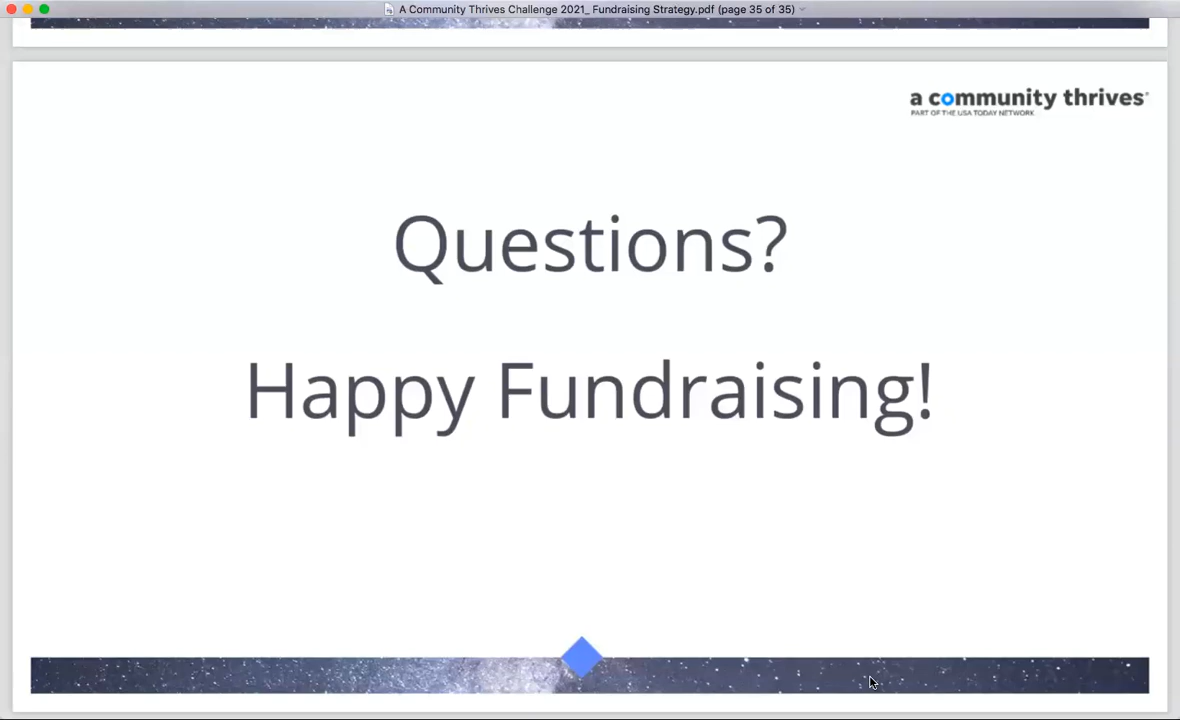 A Community Thrives Challenge 2021_ Fundraising Strategy.pdf (page 35 of 35)
a community thrives®
PART OF THE USA TODAY NETWORK
Questions?
Happy Fundraising!